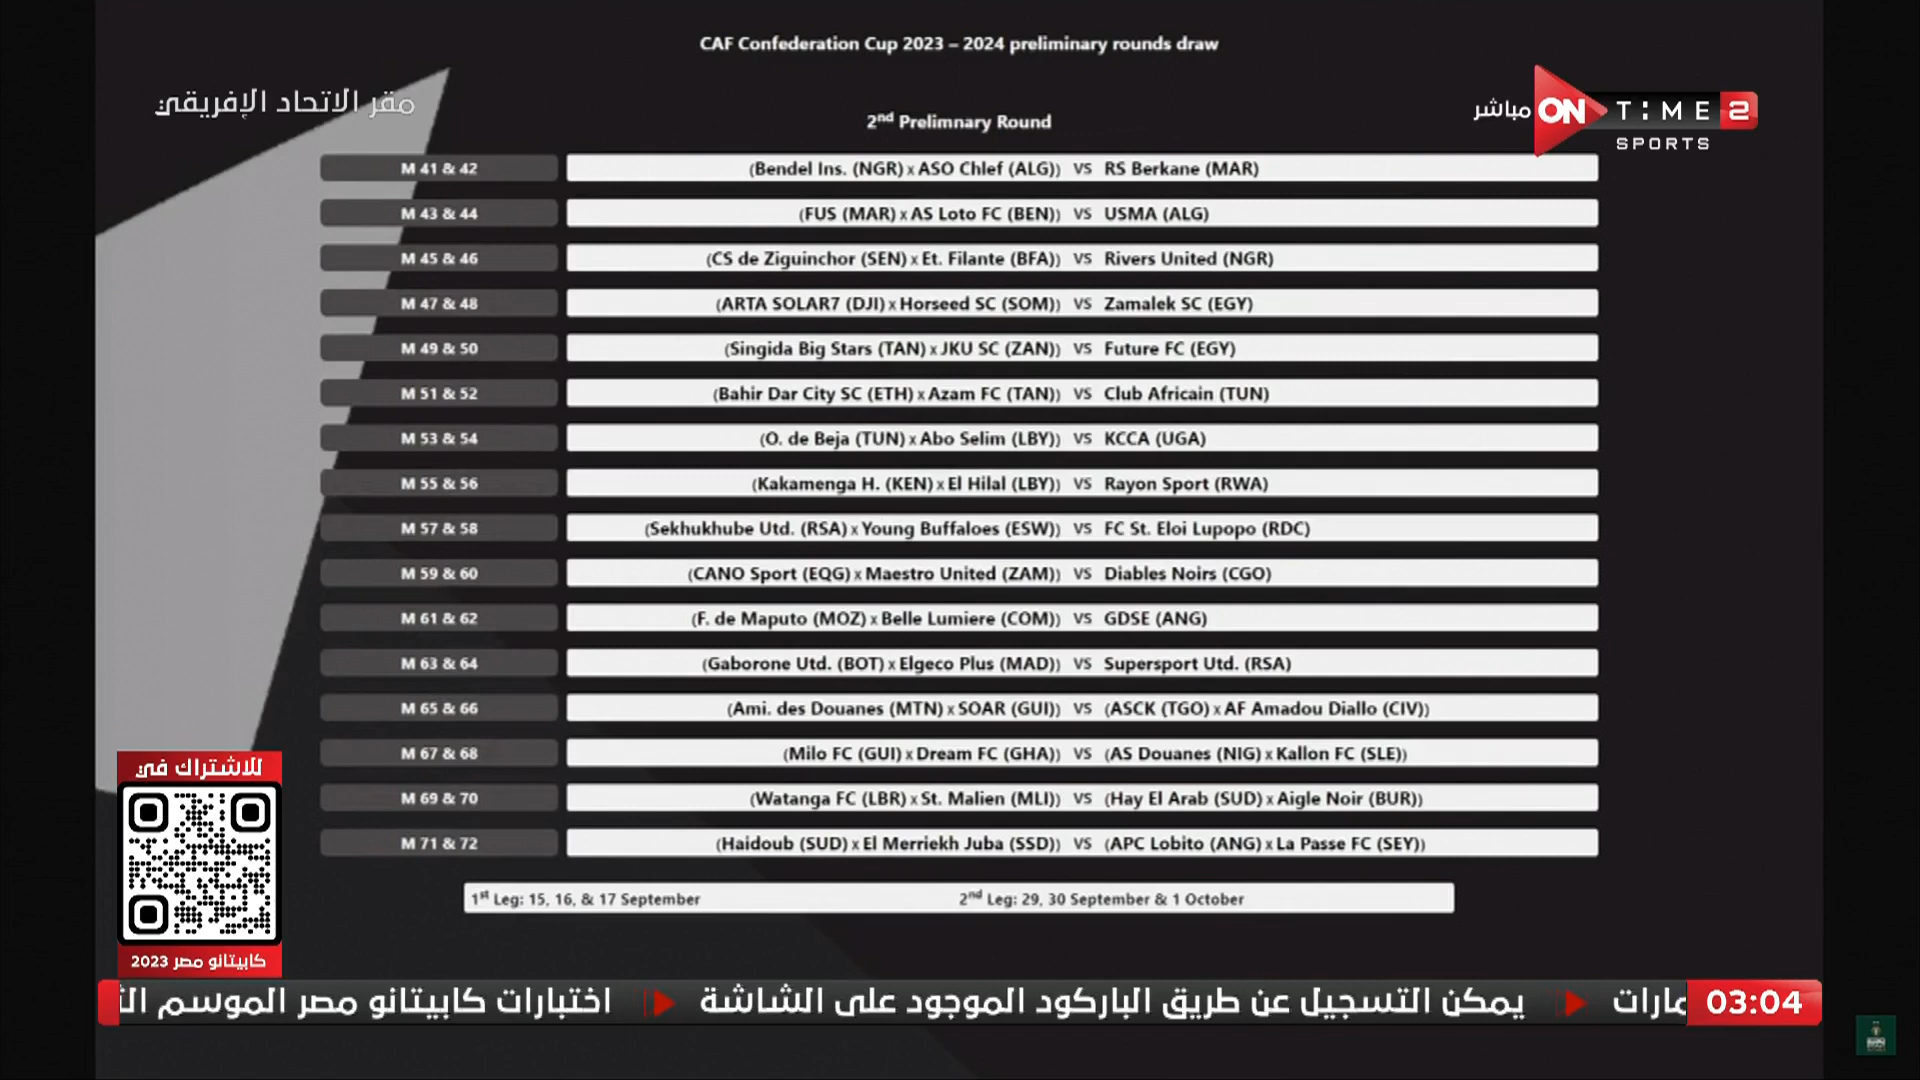 CAF Confederation Cup 2023 – 2024 preliminary rounds draw
مقر الاتحاد الإفريقي
مباشر ON TIME 2
SPORTS
2nd Prelimnary Round
M 41 & 42 (Bendel Ins. (NGR) x ASO Chlef (ALG)) VS RS Berkane (MAR)
M 43 & 44 (FUS (MAR) x AS Loto FC (BEN)) VS USMA (ALG)
M 45 & 46 (CS de Ziguinchor (SEN) x Et. Filante (BFA)) VS Rivers United (NGR)
M 47 & 48 (ARTA SOLAR7 (DJI) x Horseed SC (SOM)) VS Zamalek SC (EGY)
M 49 & 50 (Singida Big Stars (TAN) x JKU SC (ZAN)) VS Future FC (EGY)
M 51 & 52 (Bahir Dar City SC (ETH) x Azam FC (TAN)) VS Club Africain (TUN)
M 53 & 54 (O. de Beja (TUN) x Abo Selim (LBY)) VS KCCA (UGA)
M 55 & 56 (Kakamenga H. (KEN) x El Hilal (LBY)) VS Rayon Sport (RWA)
M 57 & 58 (Sekhukhube Utd. (RSA) x Young Buffaloes (ESW)) VS FC St. Eloi Lupopo (RDC)
M 59 & 60 (CANO Sport (EQG) x Maestro United (ZAM)) VS Diables Noirs (CGO)
M 61 & 62 (F. de Maputo (MOZ) x Belle Lumiere (COM)) VS GDSE (ANG)
M 63 & 64 (Gaborone Utd. (BOT) x Elgeco Plus (MAD)) VS Supersport Utd. (RSA)
M 65 & 66 (Ami. des Douanes (MTN) x SOAR (GUI)) VS (ASCK (TGO) x AF Amadou Diallo (CIV))
M 67 & 68 (Milo FC (GUI) x Dream FC (GHA)) VS (AS Douanes (NIG) x Kallon FC (SLE))
M 69 & 70 (Watanga FC (LBR) x St. Malien (MLI)) VS (Hay El Arab (SUD) x Aigle Noir (BUR))
M 71 & 72 (Haidoub (SUD) x El Merriekh Juba (SSD)) VS (APC Lobito (ANG) x La Passe FC (SEY))
1st Leg: 15, 16, & 17 September 2nd Leg: 29, 30 September & 1 October
للاشتراك في
كابيتانو مصر 2023
03:04 مارات يمكن التسجيل عن طريق الباركود الموجود على الشاشة اختبارات كابيتانو مصر الموسم الث